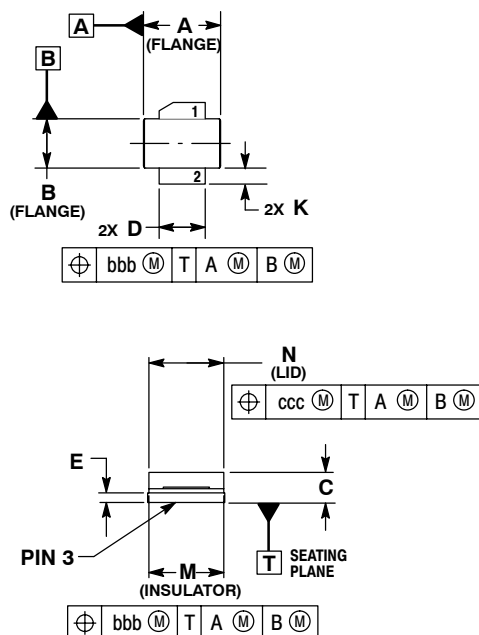 A
A
(FLANGE)
B
1
2
B
(FLANGE)
2X K
2X D
⌖ bbb Ⓜ T A Ⓜ B Ⓜ
N
(LID)
⌖ ccc Ⓜ T A Ⓜ B Ⓜ
E
C
PIN 3
M
(INSULATOR)
T SEATING
PLANE
⌖ bbb Ⓜ T A Ⓜ B Ⓜ